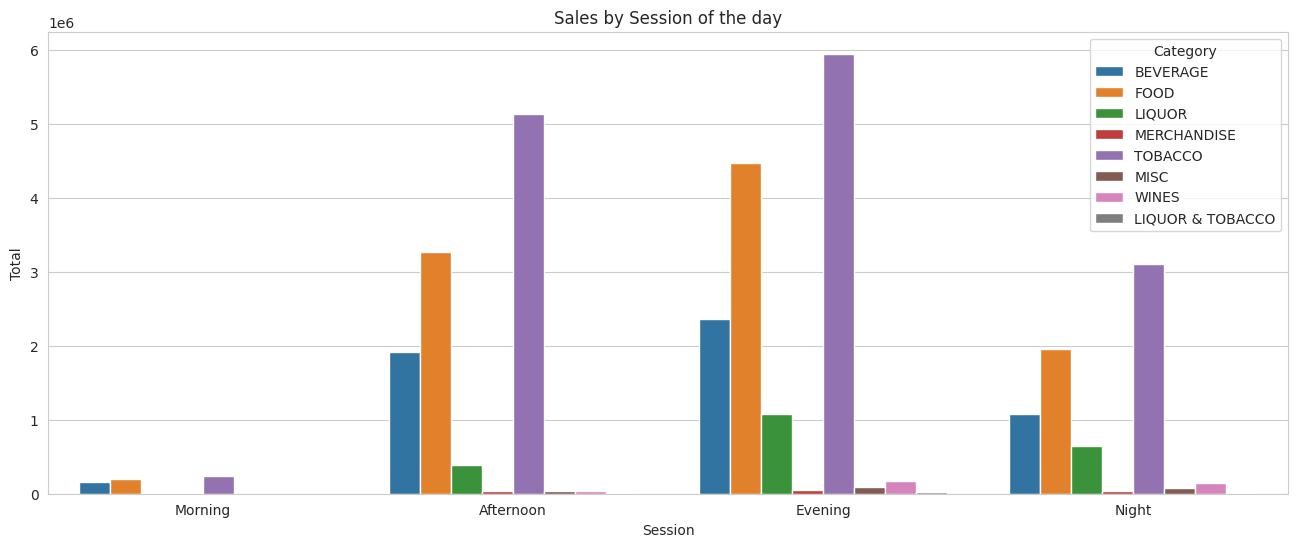 Sales by Session of the day
1e6
6
5
4
3
2
1
0
Total
Morning
Afternoon
Evening
Night
Session
Category
BEVERAGE
FOOD
LIQUOR
MERCHANDISE
TOBACCO
MISC
WINES
LIQUOR & TOBACCO